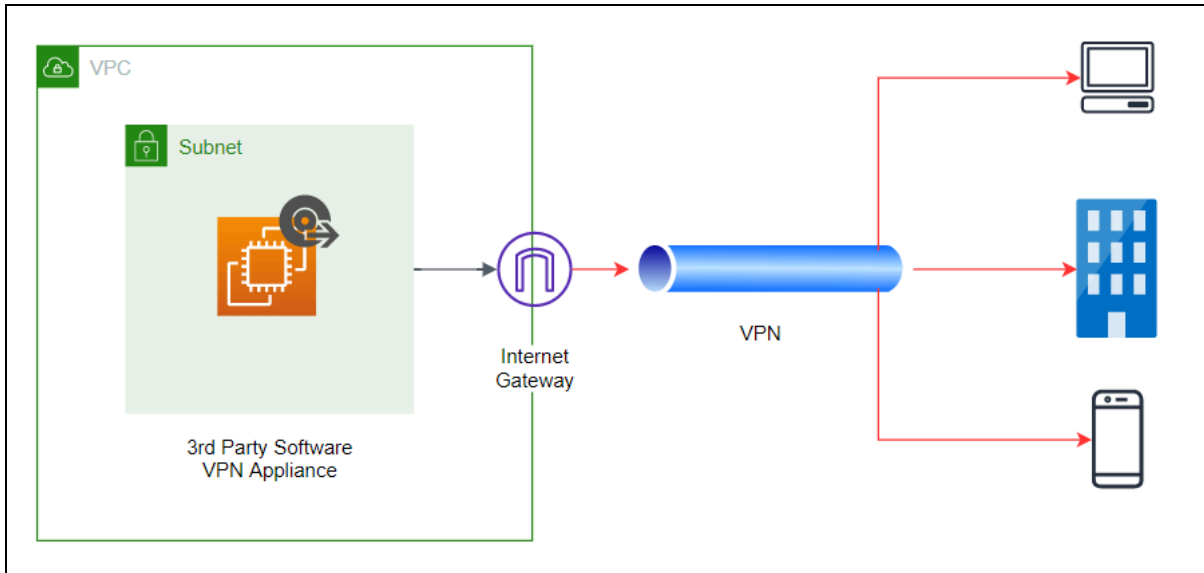 VPC
Subnet
Internet
Gateway
VPN
3rd Party Software
VPN Appliance